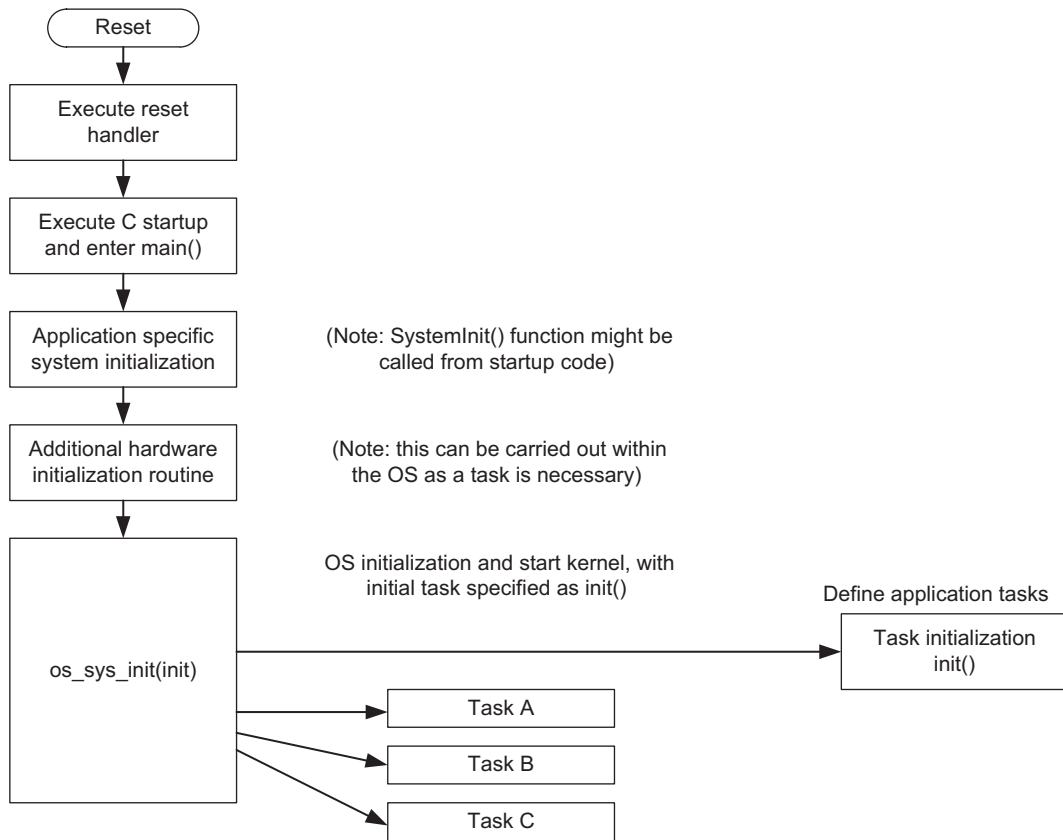 Reset
Execute reset
handler
Execute C startup
and enter main()
Application specific
system initialization
(Note: SystemInit() function might be
called from startup code)
Additional hardware
initialization routine
(Note: this can be carried out within
the OS as a task is necessary)
OS initialization and start kernel, with
initial task specified as init()
Define application tasks
Task initialization
init()
os_sys_init(init)
Task A
Task B
Task C